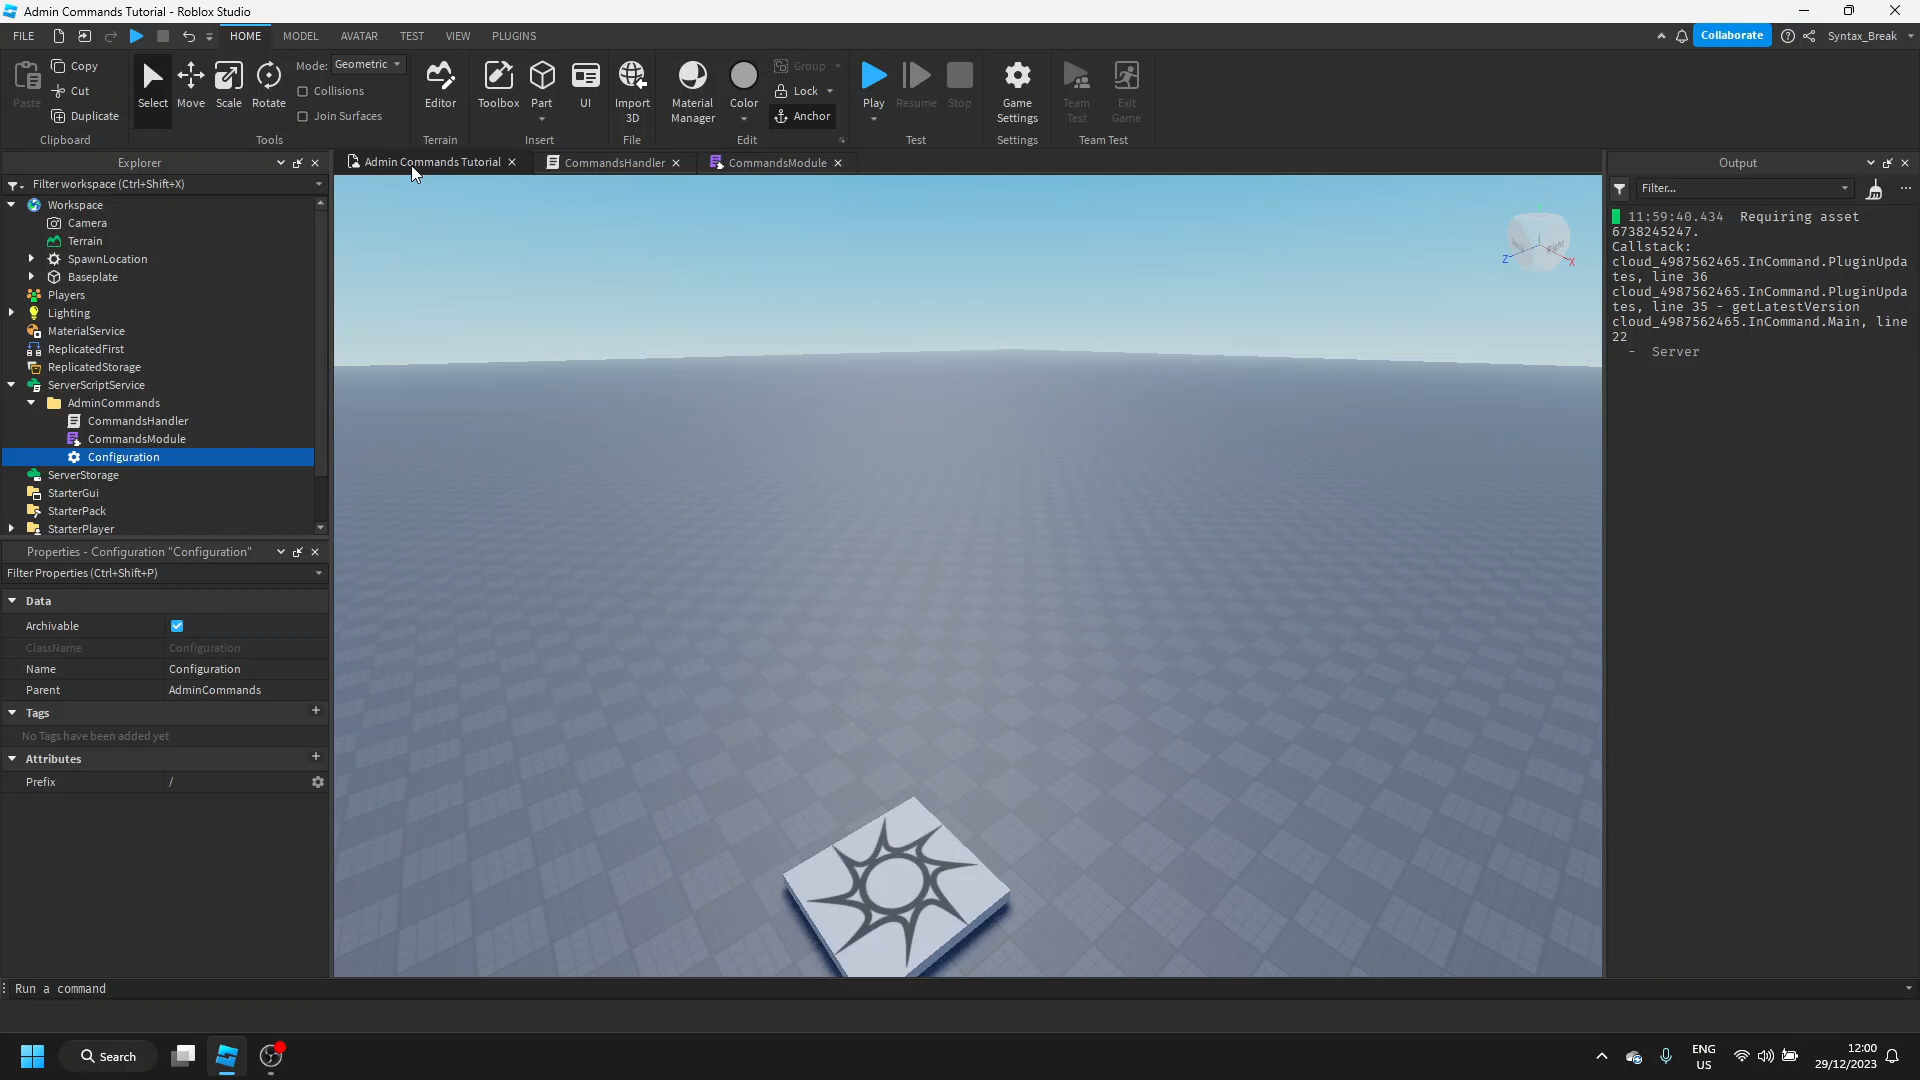 Admin Commands Tutorial - Roblox Studio
FILE
HOME
MODEL
AVATAR
TEST
VIEW
PLUGINS
Collaborate
Syntax_Break
Paste
Copy
Cut
Duplicate
Clipboard
Select
Move
Scale
Rotate
Mode: Geometric
Collisions
Join Surfaces
Tools
Editor
Terrain
Toolbox
Part
UI
Insert
Import
3D
File
Material
Manager
Color
Group
Lock
Anchor
Edit
Play
Resume
Stop
Test
Game
Settings
Settings
Team
Test
Exit
Game
Team Test
Explorer
Filter workspace (Ctrl+Shift+X)
Workspace
Camera
Terrain
SpawnLocation
Baseplate
Players
Lighting
MaterialService
ReplicatedFirst
ReplicatedStorage
ServerScriptService
AdminCommands
CommandsHandler
CommandsModule
Configuration
ServerStorage
StarterGui
StarterPack
StarterPlayer
Properties - Configuration "Configuration"
Filter Properties (Ctrl+Shift+P)
Data
Archivable
ClassName Configuration
Name Configuration
Parent AdminCommands
Tags
No Tags have been added yet
Attributes
Prefix /
Admin Commands Tutorial
CommandsHandler
CommandsModule
Z
X
Output
Filter...
11:59:40.434 Requiring asset
6738245247.
Callstack:
cloud_4987562465.InCommand.PluginUpda
tes, line 36
cloud_4987562465.InCommand.PluginUpda
tes, line 35 - getLatestVersion
cloud_4987562465.InCommand.Main, line
22
- Server
Run a command
Search
ENG
US
12:00
29/12/2023